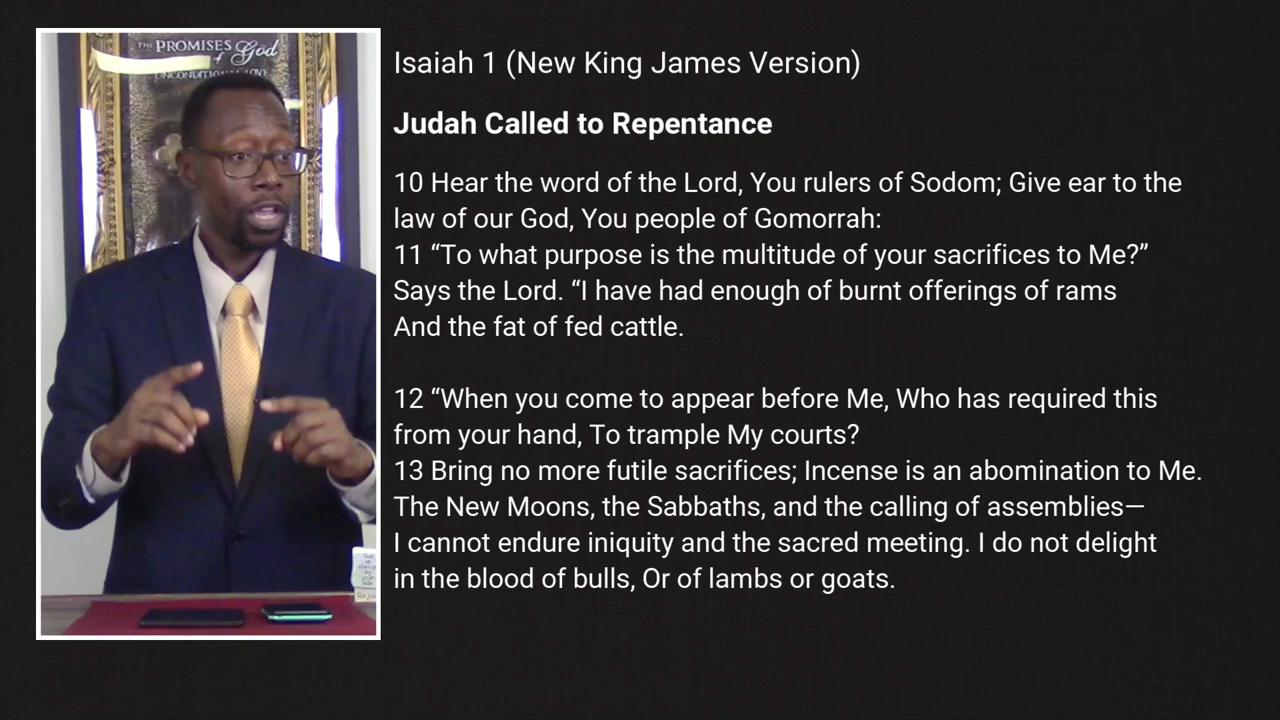 THE PROMISES
of God
UNCONDITIONAL LOVE
Isaiah 1 (New King James Version)
Judah Called to Repentance
10 Hear the word of the Lord, You rulers of Sodom; Give ear to the
law of our God, You people of Gomorrah:
11 “To what purpose is the multitude of your sacrifices to Me?”
Says the Lord. “I have had enough of burnt offerings of rams
And the fat of fed cattle.
12 “When you come to appear before Me, Who has required this
from your hand, To trample My courts?
13 Bring no more futile sacrifices; Incense is an abomination to Me.
The New Moons, the Sabbaths, and the calling of assemblies—
I cannot endure iniquity and the sacred meeting. I do not delight
in the blood of bulls, Or of lambs or goats.